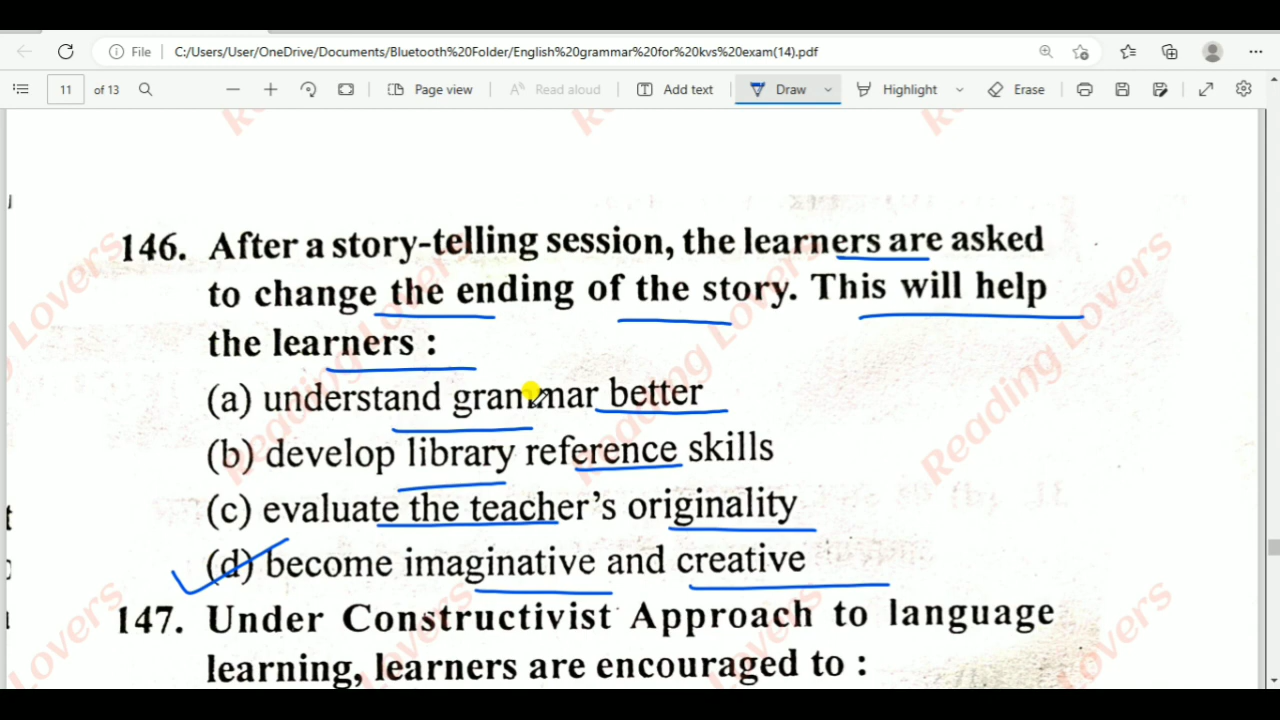 File C:/Users/User/OneDrive/Documents/Bluetooth%20Folder/English%20grammar%20for%20kvs%20exam(14).pdf
11 of 13 Page view Read aloud Add text Draw Highlight Erase
146. After a story-telling session, the learners are asked
to change the ending of the story. This will help
the learners :
(a) understand grammar better
(b) develop library reference skills
(c) evaluate the teacher's originality
(d) become imaginative and creative
147. Under Constructivist Approach to language
learning, learners are encouraged to :
Reading Lovers